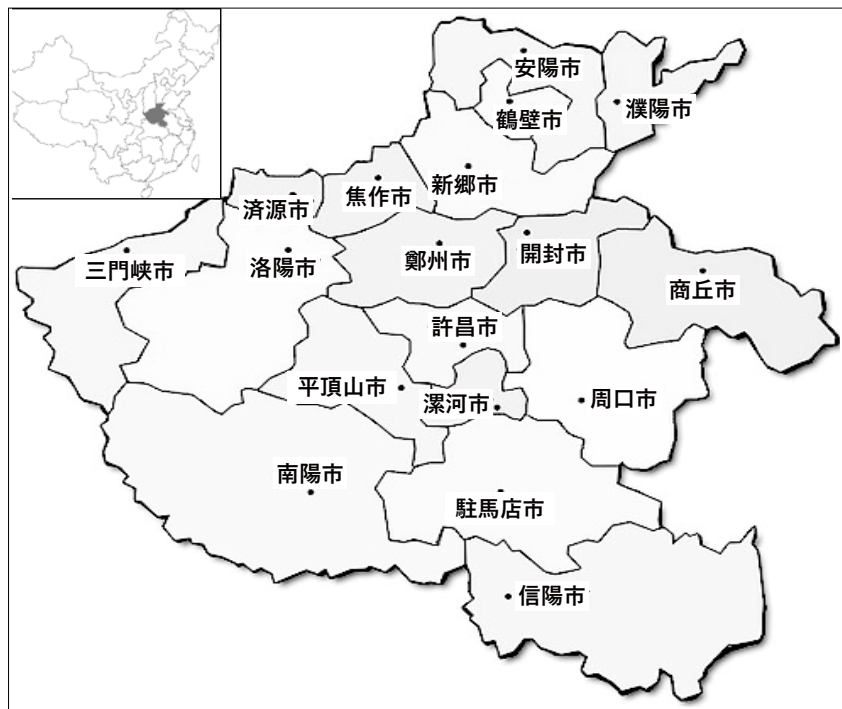 安陽市
鶴壁市
濮陽市
新郷市
焦作市
済源市
三門峡市
洛陽市
鄭州市
開封市
商丘市
許昌市
平頂山市
漯河市
周口市
南陽市
駐馬店市
信陽市